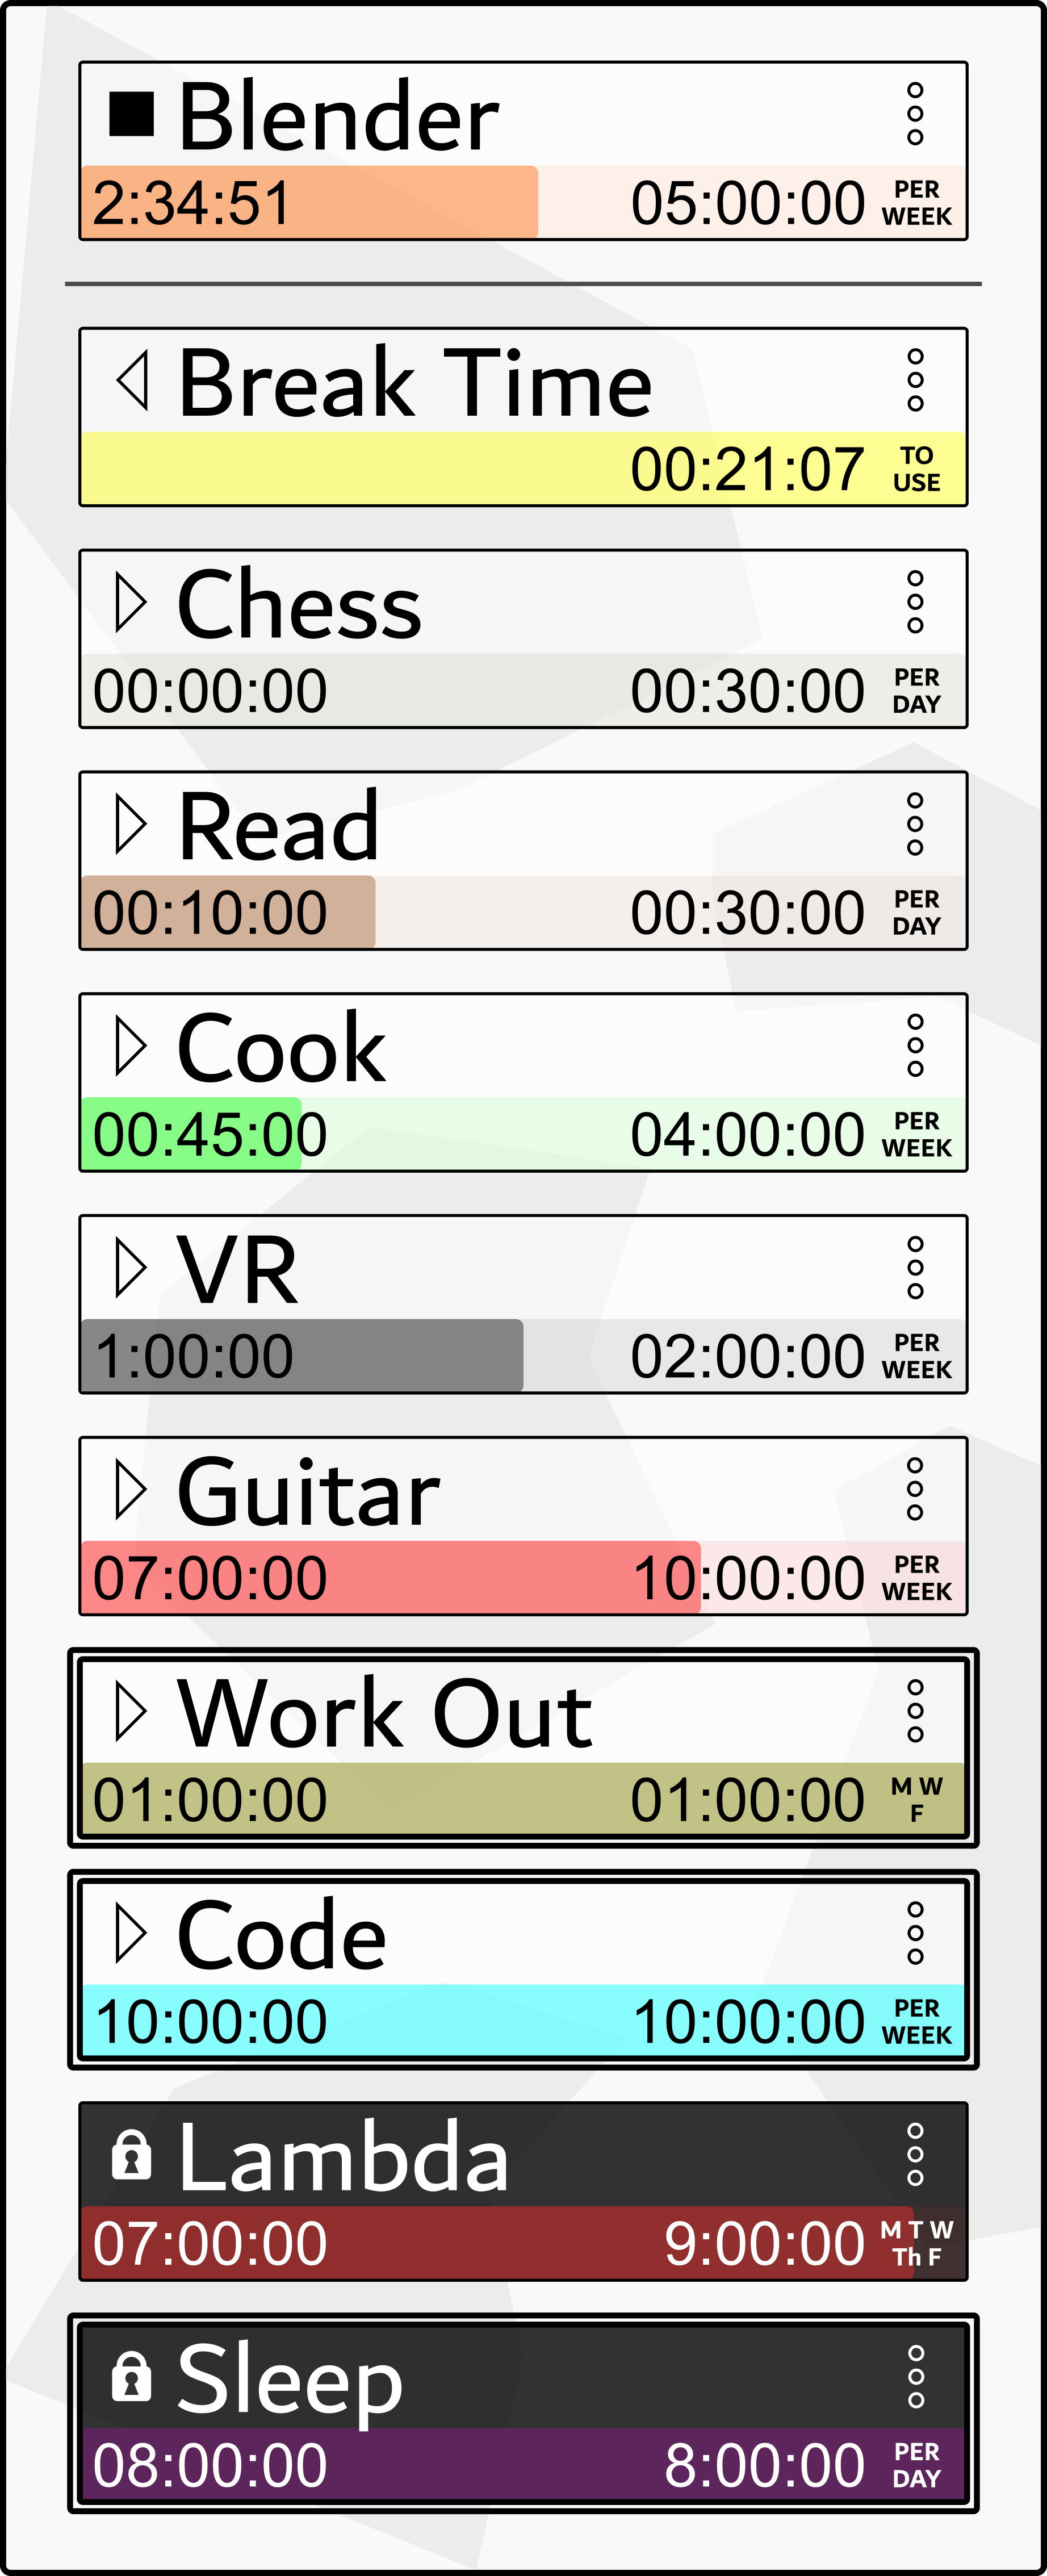 Blender
2:34:51 05:00:00 PER WEEK
Break Time
00:21:07 TO USE
Chess
00:00:00 00:30:00 PER DAY
Read
00:10:00 00:30:00 PER DAY
Cook
00:45:00 04:00:00 PER WEEK
VR
1:00:00 02:00:00 PER WEEK
Guitar
07:00:00 10:00:00 PER WEEK
Work Out
01:00:00 01:00:00 M W F
Code
10:00:00 10:00:00 PER WEEK
Lambda
07:00:00 9:00:00 M T W Th F
Sleep
08:00:00 8:00:00 PER DAY